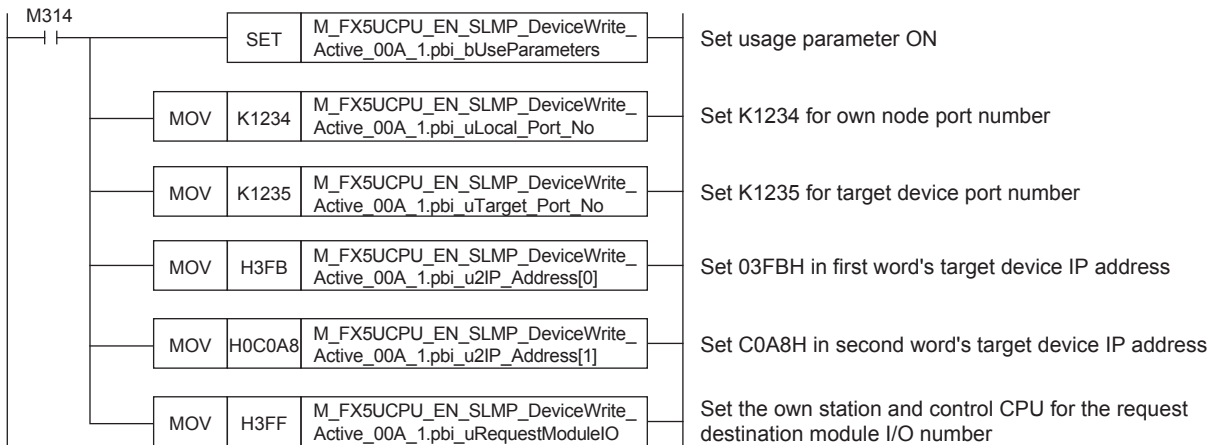 M314
SET M_FX5UCPU_EN_SLMP_DeviceWrite_ Set usage parameter ON
Active_00A_1.pbi_bUseParameters
MOV K1234 M_FX5UCPU_EN_SLMP_DeviceWrite_ Set K1234 for own node port number
Active_00A_1.pbi_uLocal_Port_No
MOV K1235 M_FX5UCPU_EN_SLMP_DeviceWrite_ Set K1235 for target device port number
Active_00A_1.pbi_uTarget_Port_No
MOV H3FB M_FX5UCPU_EN_SLMP_DeviceWrite_ Set 03FBH in first word's target device IP address
Active_00A_1.pbi_u2IP_Address[0]
MOV H0C0A8 M_FX5UCPU_EN_SLMP_DeviceWrite_ Set C0A8H in second word's target device IP address
Active_00A_1.pbi_u2IP_Address[1]
MOV H3FF M_FX5UCPU_EN_SLMP_DeviceWrite_ Set the own station and control CPU for the request
Active_00A_1.pbi_uRequestModuleIO destination module I/O number